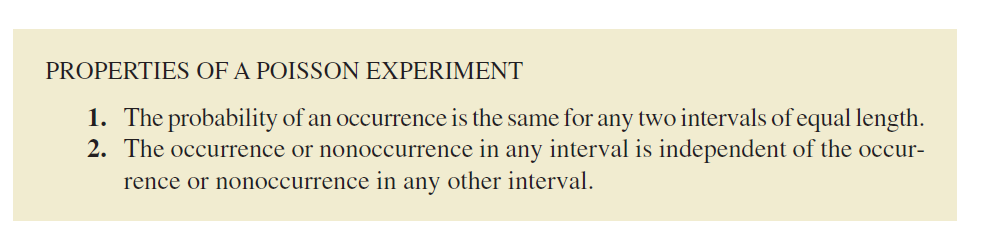 PROPERTIES OF A POISSON EXPERIMENT
1. The probability of an occurrence is the same for any two intervals of equal length.
2. The occurrence or nonoccurrence in any interval is independent of the occur-
rence or nonoccurrence in any other interval.